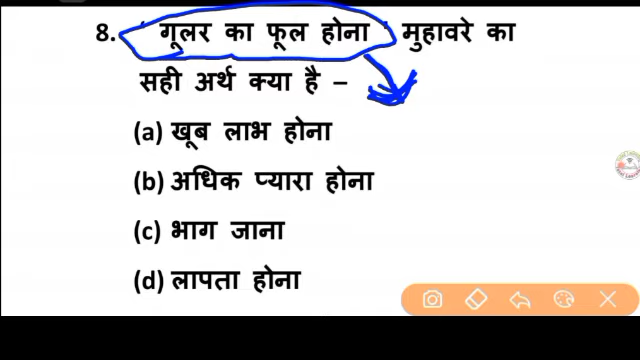 8. गूलर का फूल होना मुहावरे का
सही अर्थ क्या है –
(a) खूब लाभ होना
(b) अधिक प्यारा होना
(c) भाग जाना
(d) लापता होना